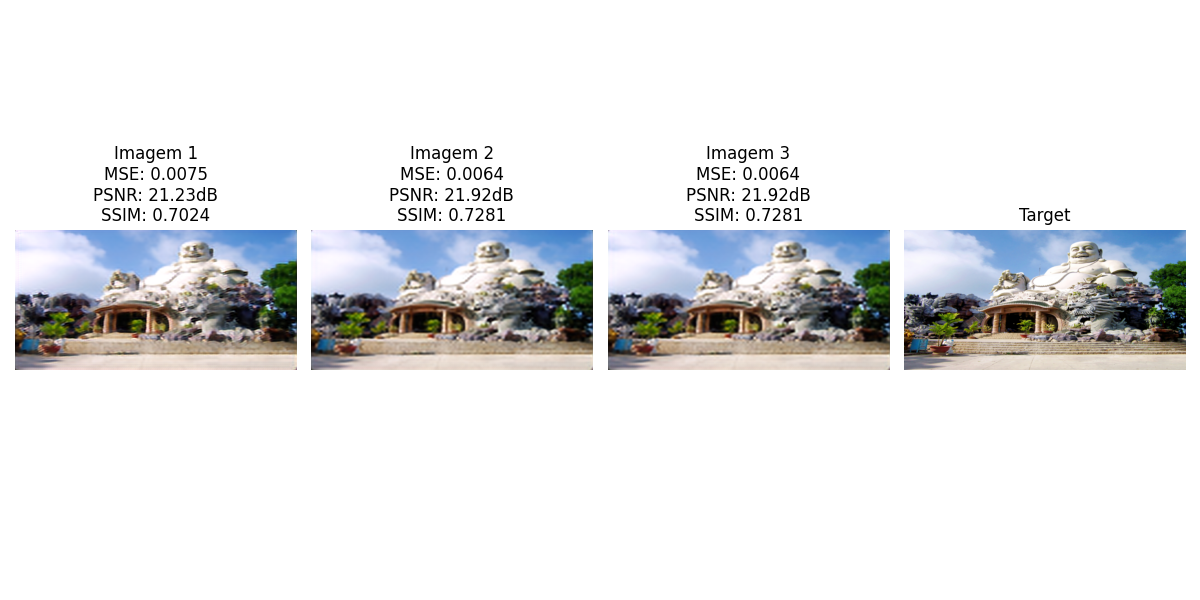 Imagem 1
MSE: 0.0075
PSNR: 21.23dB
SSIM: 0.7024
Imagem 2
MSE: 0.0064
PSNR: 21.92dB
SSIM: 0.7281
Imagem 3
MSE: 0.0064
PSNR: 21.92dB
SSIM: 0.7281
Target